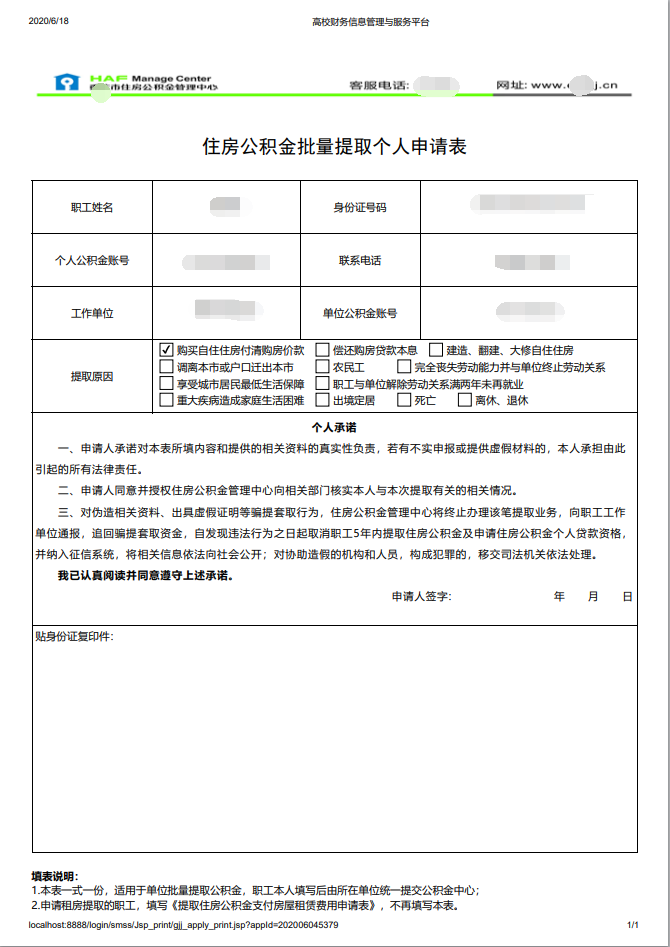 2020/6/18 高校财务信息管理与服务平台
HAF Manage Center
市住房公积金管理中心 客服电话: 网址: www. j.cn
住房公积金批量提取个人申请表
职工姓名 身份证号码
个人公积金账号 联系电话
工作单位 单位公积金账号
提取原因
✓ 购买自住住房付清购房价款 偿还购房贷款本息 建造、翻建、大修自住住房
调离本市或户口迁出本市 农民工 完全丧失劳动能力并与单位终止劳动关系
享受城市居民最低生活保障 职工与单位解除劳动关系满两年未再就业
重大疾病造成家庭生活困难 出境定居 死亡 离休、退休
个人承诺
一、申请人承诺对本表所填内容和提供的相关资料的真实性负责，若有不实申报或提供虚假材料的，本人承担由此
引起的所有法律责任。
二、申请人同意并授权住房公积金管理中心向相关部门核实本人与本次提取有关的相关情况。
三、对伪造相关资料、出具虚假证明等骗提套取行为，住房公积金管理中心将终止办理该笔提取业务，向职工工作
单位通报，追回骗提套取资金，自发现违法行为之日起取消职工5年内提取住房公积金及申请住房公积金个人贷款资格，
并纳入征信系统，将相关信息依法向社会公开；对协助造假的机构和人员，构成犯罪的，移交司法机关依法处理。
我已认真阅读并同意遵守上述承诺。
申请人签字: 年 月 日
贴身份证复印件:
填表说明：
1.本表一式一份，适用于单位批量提取公积金，职工本人填写后由所在单位统一提交公积金中心；
2.申请租房提取的职工，填写《提取住房公积金支付房屋租赁费用申请表》，不再填写本表。
localhost:8888/login/smss/Jsp_print/gjj_apply_print.jsp?appId=202006045379 1/1